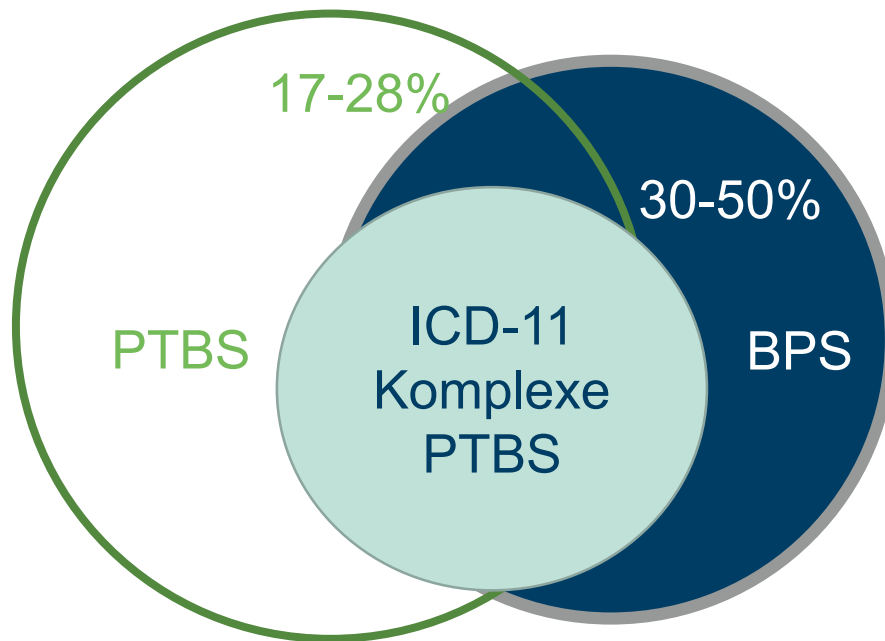 17-28%
30-50%
PTBS
ICD-11
Komplexe
PTBS
BPS